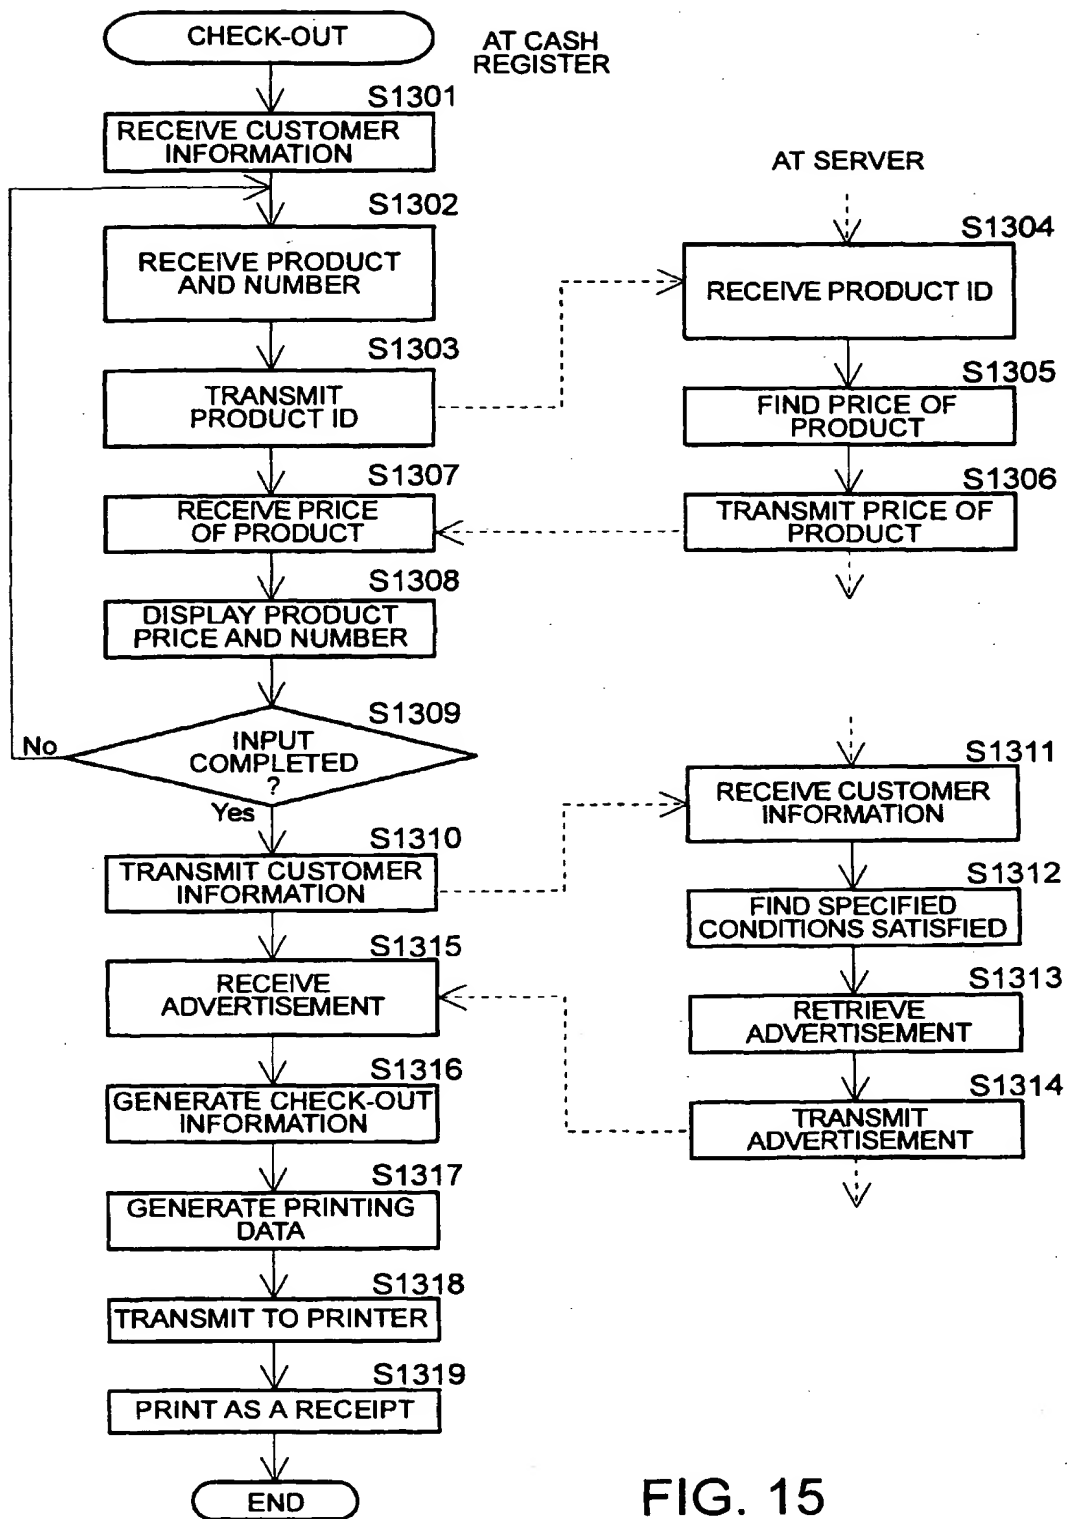 CHECK-OUT
AT CASH
REGISTER
S1301
RECEIVE CUSTOMER
INFORMATION
S1302
RECEIVE PRODUCT
AND NUMBER
S1303
TRANSMIT
PRODUCT ID
S1307
RECEIVE PRICE
OF PRODUCT
S1308
DISPLAY PRODUCT
PRICE AND NUMBER
S1309
INPUT
COMPLETED
?
No
Yes
S1310
TRANSMIT CUSTOMER
INFORMATION
S1315
RECEIVE
ADVERTISEMENT
S1316
GENERATE CHECK-OUT
INFORMATION
S1317
GENERATE PRINTING
DATA
S1318
TRANSMIT TO PRINTER
S1319
PRINT AS A RECEIPT
END
AT SERVER
S1304
RECEIVE PRODUCT ID
S1305
FIND PRICE OF
PRODUCT
S1306
TRANSMIT PRICE OF
PRODUCT
S1311
RECEIVE CUSTOMER
INFORMATION
S1312
FIND SPECIFIED
CONDITIONS SATISFIED
S1313
RETRIEVE
ADVERTISEMENT
S1314
TRANSMIT
ADVERTISEMENT
FIG. 15